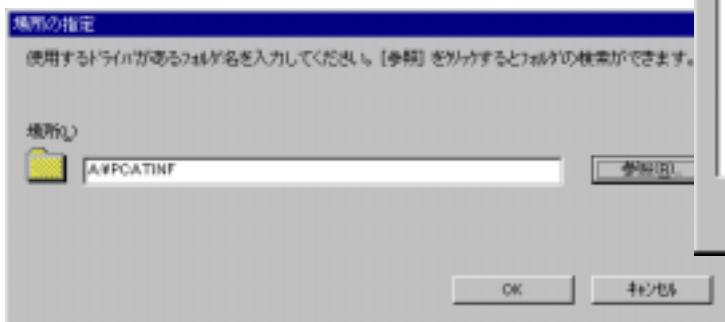 場所の指定
使用するドライバがあるフォルダ名を入力してください。[参照] をクリックするとフォルダの検索ができます。
場所(L)
A:¥PCATINF
参照(R)...
OK
キャンセル